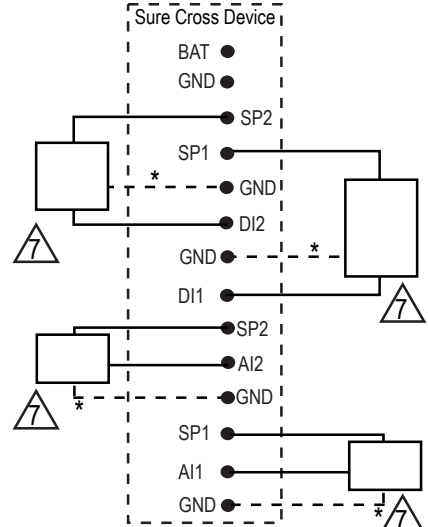 Sure Cross Device
BAT
GND
SP2
SP1
* GND
DI2
GND *
DI1
SP2
AI2
GND
*
SP1
AI1
GND *
7
7
7
7